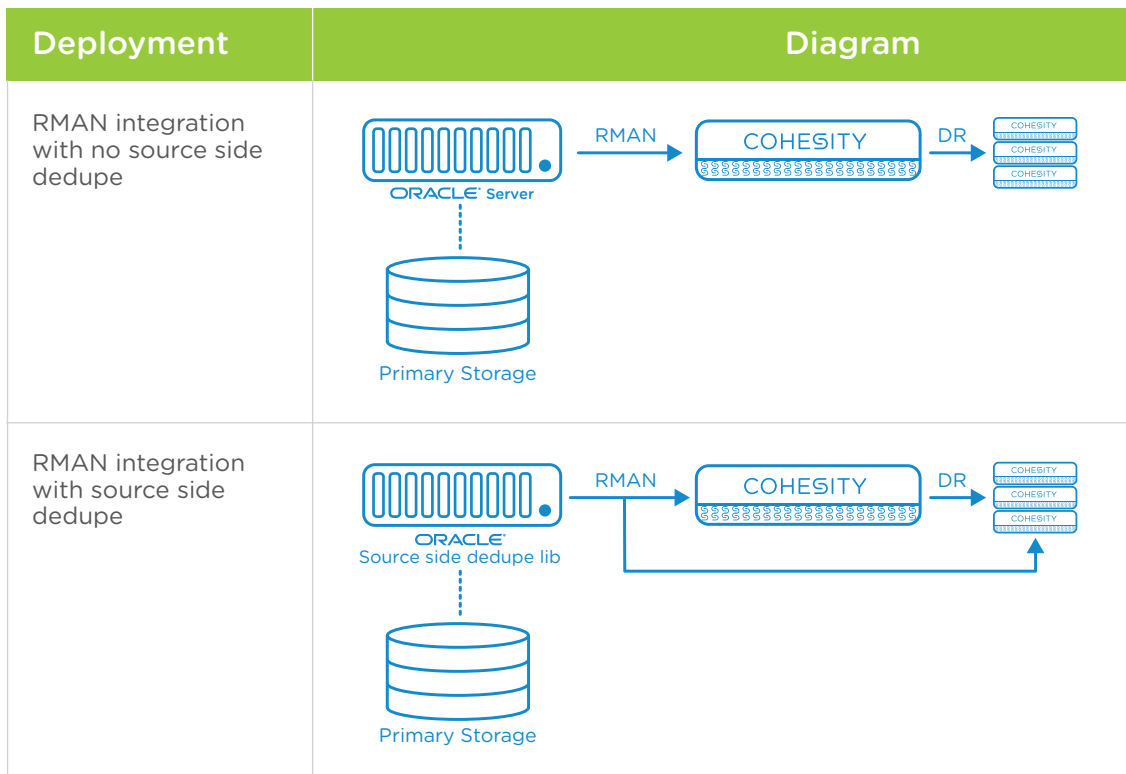 Deployment
Diagram
RMAN integration
with no source side
dedupe
RMAN
COHESITY
DR
COHESITY
COHESITY
COHESITY
ORACLE® Server
Primary Storage
RMAN integration
with source side
dedupe
RMAN
COHESITY
DR
COHESITY
COHESITY
COHESITY
ORACLE®
Source side dedupe lib
Primary Storage